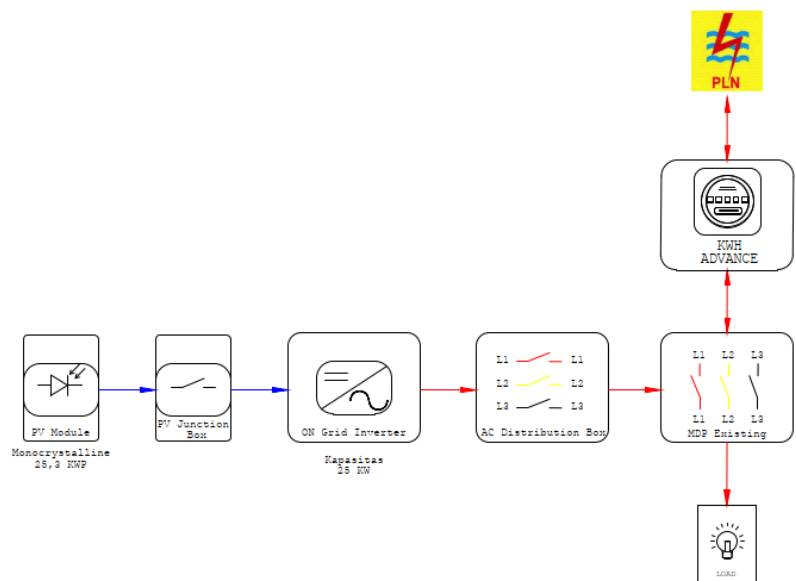 PLN
KWH
ADVANCE
L1 L1
L2 L2
L3 L3
L1 L2 L3
L1 L2 L3
PV Module
PV Junction
Box
ON Grid Inverter
AC Distribution Box
MDP Existing
Monocrystalline
25,3 KWP
Kapasitas
25 KW
LOAD